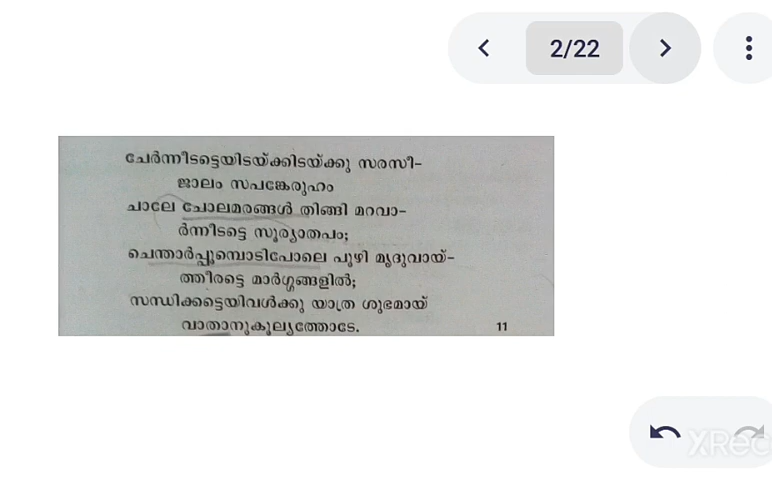 2/22
ചേർന്നീടട്ടെയിടയ്ക്കിടയ്ക്കു സരസീ-
ജാലം സപങ്കേരുഹം
ചാലേ ചോലമരങ്ങൾ തിങ്ങി മറവാ-
ർന്നീടട്ടെ സൂര്യാതപം;
ചെന്താർപ്പൂമ്പൊടിപോലെ പൂഴി മൃദുവായ്-
ത്തീരട്ടെ മാർഗ്ഗങ്ങളിൽ;
സന്ധിക്കട്ടെയിവൾക്കു യാത്ര ശുഭമായ്
വാതാനുകൂല്യത്തോടേ. 11
XRec